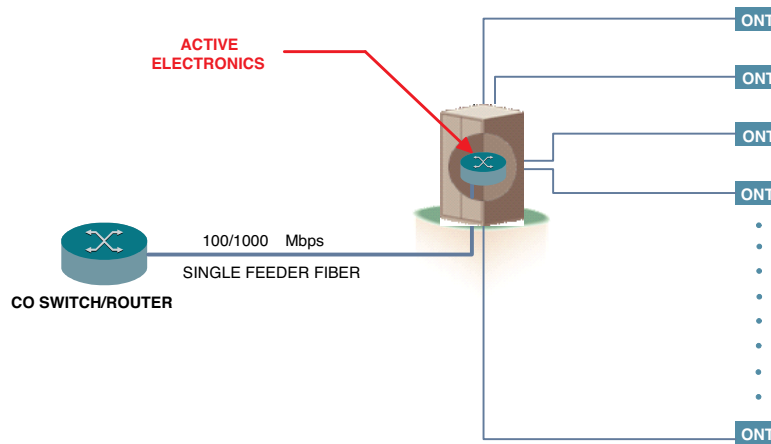 ONT
ACTIVE
ELECTRONICS
ONT
ONT
ONT
100/1000 Mbps
SINGLE FEEDER FIBER
CO SWITCH/ROUTER
ONT